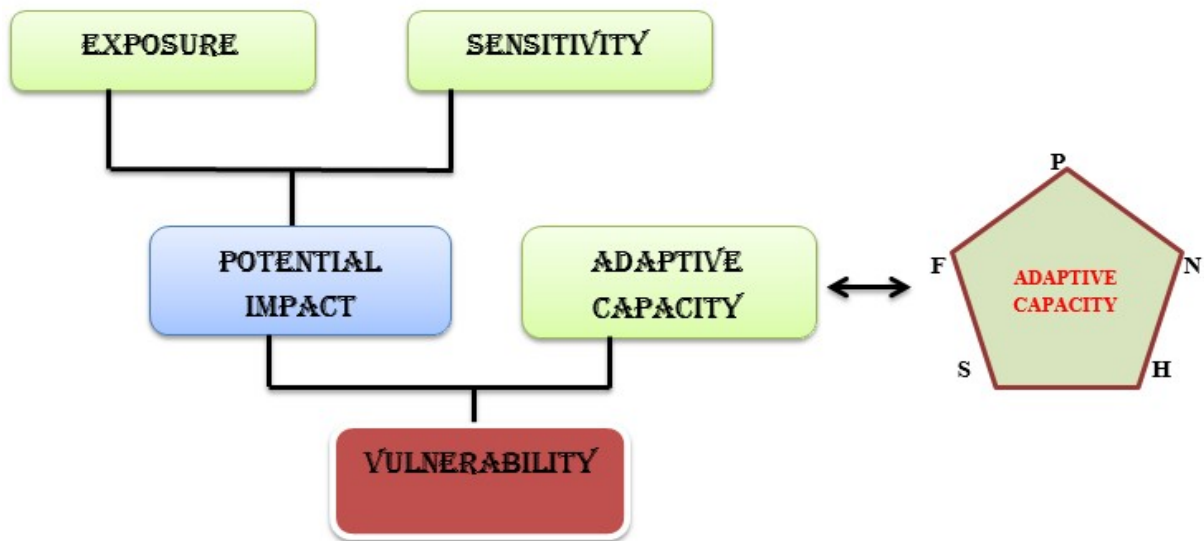 EXPOSURE
SENSITIVITY
POTENTIAL
IMPACT
ADAPTIVE
CAPACITY
P
F
N
ADAPTIVE
CAPACITY
S
H
VULNERABILITY